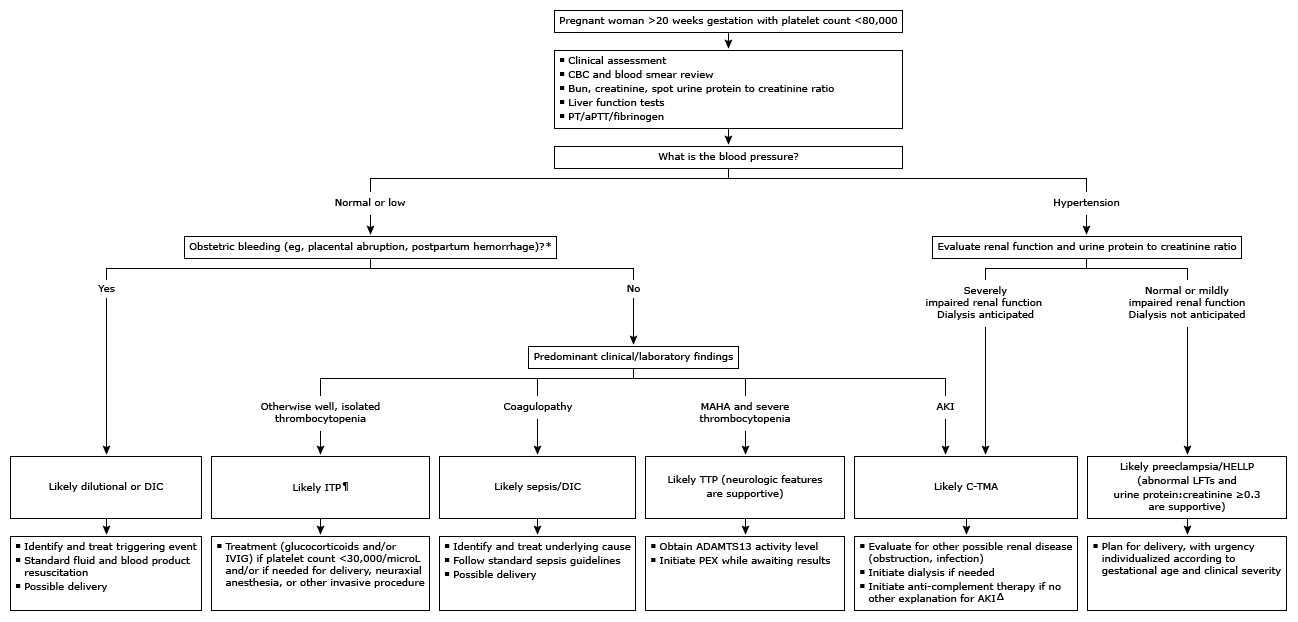 Pregnant woman >20 weeks gestation with platelet count <80,000
▪ Clinical assessment
▪ CBC and blood smear review
▪ Bun, creatinine, spot urine protein to creatinine ratio
▪ Liver function tests
▪ PT/aPTT/fibrinogen
What is the blood pressure?
Normal or low
Hypertension
Obstetric bleeding (eg, placental abruption, postpartum hemorrhage)?*
Evaluate renal function and urine protein to creatinine ratio
Yes
No
Severely
impaired renal function
Dialysis anticipated
Normal or mildly
impaired renal function
Dialysis not anticipated
Predominant clinical/laboratory findings
Otherwise well, isolated
thrombocytopenia
Coagulopathy
MAHA and severe
thrombocytopenia
AKI
Likely dilutional or DIC
Likely ITP¶
Likely sepsis/DIC
Likely TTP (neurologic features
are supportive)
Likely C-TMA
Likely preeclampsia/HELLP
(abnormal LFTs and
urine protein:creatinine ≥0.3
are supportive)
▪ Identify and treat triggering event
▪ Standard fluid and blood product
resuscitation
▪ Possible delivery
▪ Treatment (glucocorticoids and/or
IVIG) if platelet count <30,000/microL
and/or if needed for delivery, neuraxial
anesthesia, or other invasive procedure
▪ Identify and treat underlying cause
▪ Follow standard sepsis guidelines
▪ Possible delivery
▪ Obtain ADAMTS13 activity level
▪ Initiate PEX while awaiting results
▪ Evaluate for other possible renal disease
(obstruction, infection)
▪ Initiate dialysis if needed
▪ Initiate anti-complement therapy if no
other explanation for AKIΔ
▪ Plan for delivery, with urgency
individualized according to
gestational age and clinical severity